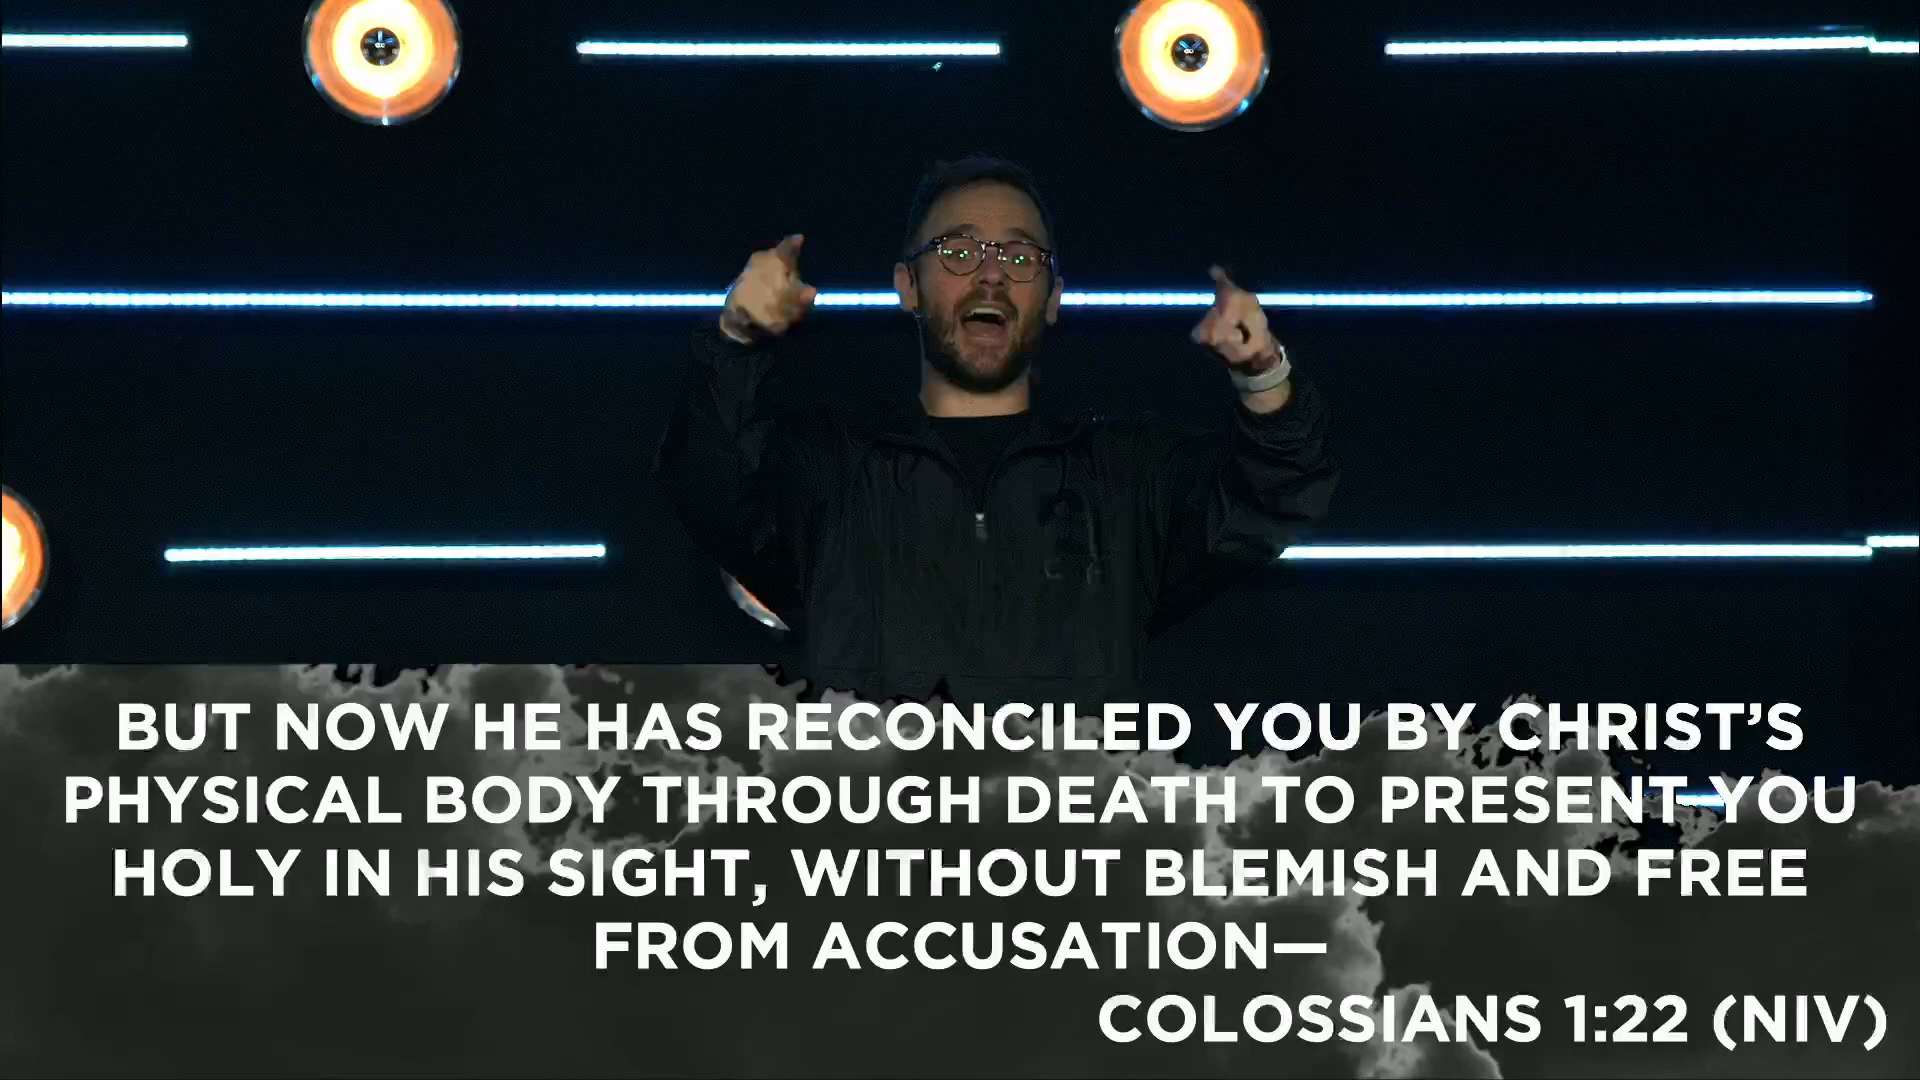 BUT NOW HE HAS RECONCILED YOU BY CHRIST’S
PHYSICAL BODY THROUGH DEATH TO PRESENT YOU
HOLY IN HIS SIGHT, WITHOUT BLEMISH AND FREE
FROM ACCUSATION—
COLOSSIANS 1:22 (NIV)